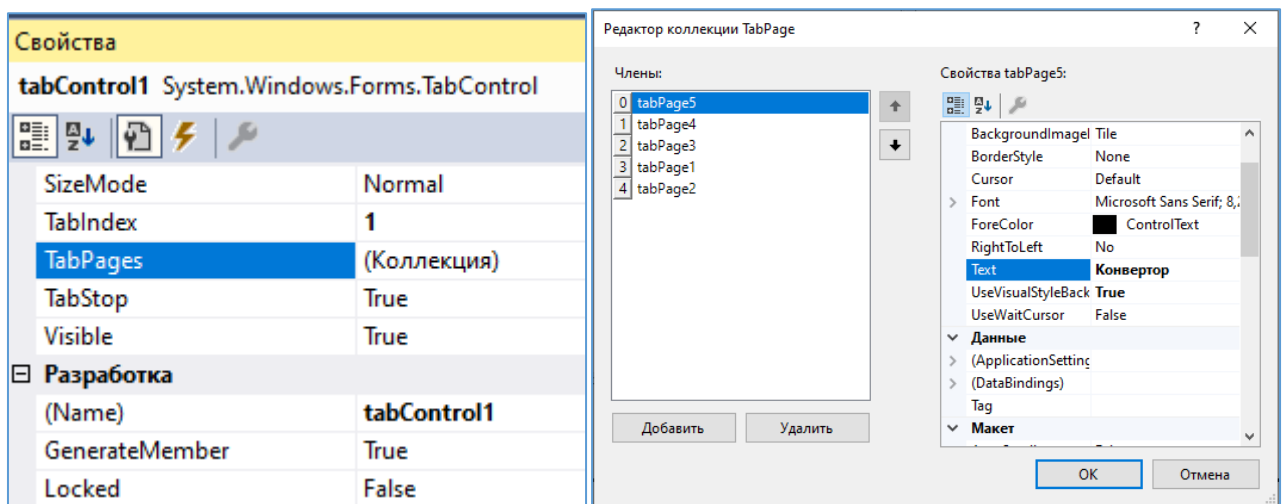 Свойства
tabControl1 System.Windows.Forms.TabControl
SizeMode Normal
TabIndex 1
TabPages (Коллекция)
TabStop True
Visible True
Разработка
(Name) tabControl1
GenerateMember True
Locked False
Редактор коллекции TabPage
Члены:
0 tabPage5
1 tabPage4
2 tabPage3
3 tabPage1
4 tabPage2
Добавить Удалить
Свойства tabPage5:
BackgroundImagel Tile
BorderStyle None
Cursor Default
Font Microsoft Sans Serif; 8,
ForeColor ControlText
RightToLeft No
Text Конвертор
UseVisualStyleBack True
UseWaitCursor False
Данные
(ApplicationSetting
(DataBindings)
Tag
Макет
OK Отмена